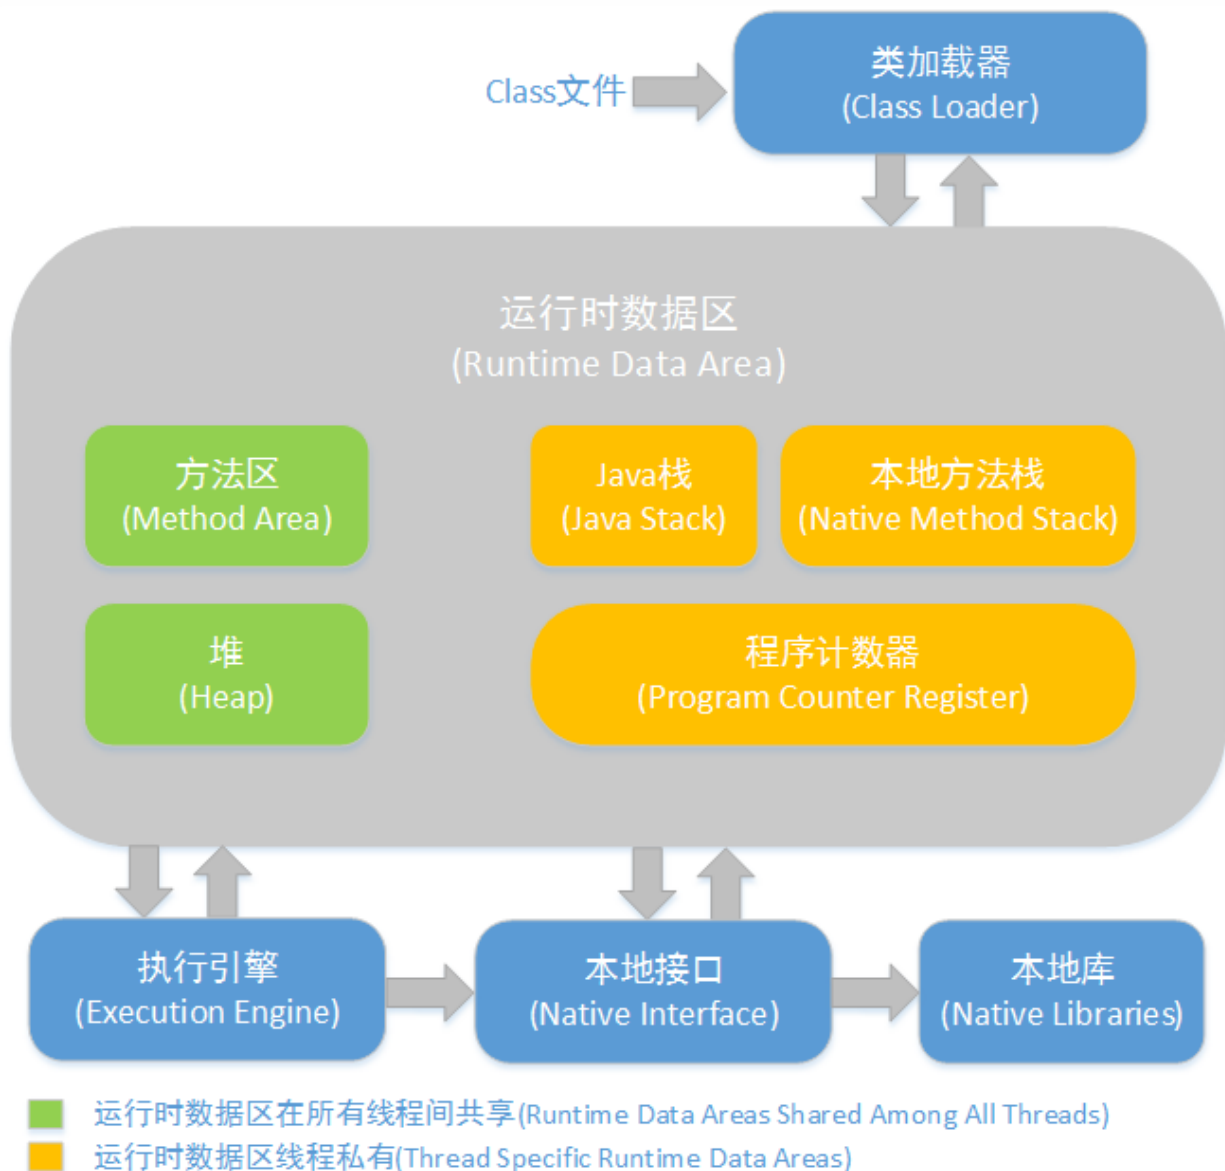 类加载器
(Class Loader)
Class文件
运行时数据区
(Runtime Data Area)
方法区
(Method Area)
Java栈
(Java Stack)
本地方法栈
(Native Method Stack)
堆
(Heap)
程序计数器
(Program Counter Register)
执行引擎
(Execution Engine)
本地接口
(Native Interface)
本地库
(Native Libraries)
运行时数据区在所有线程间共享(Runtime Data Areas Shared Among All Threads)
运行时数据区线程私有(Thread Specific Runtime Data Areas)